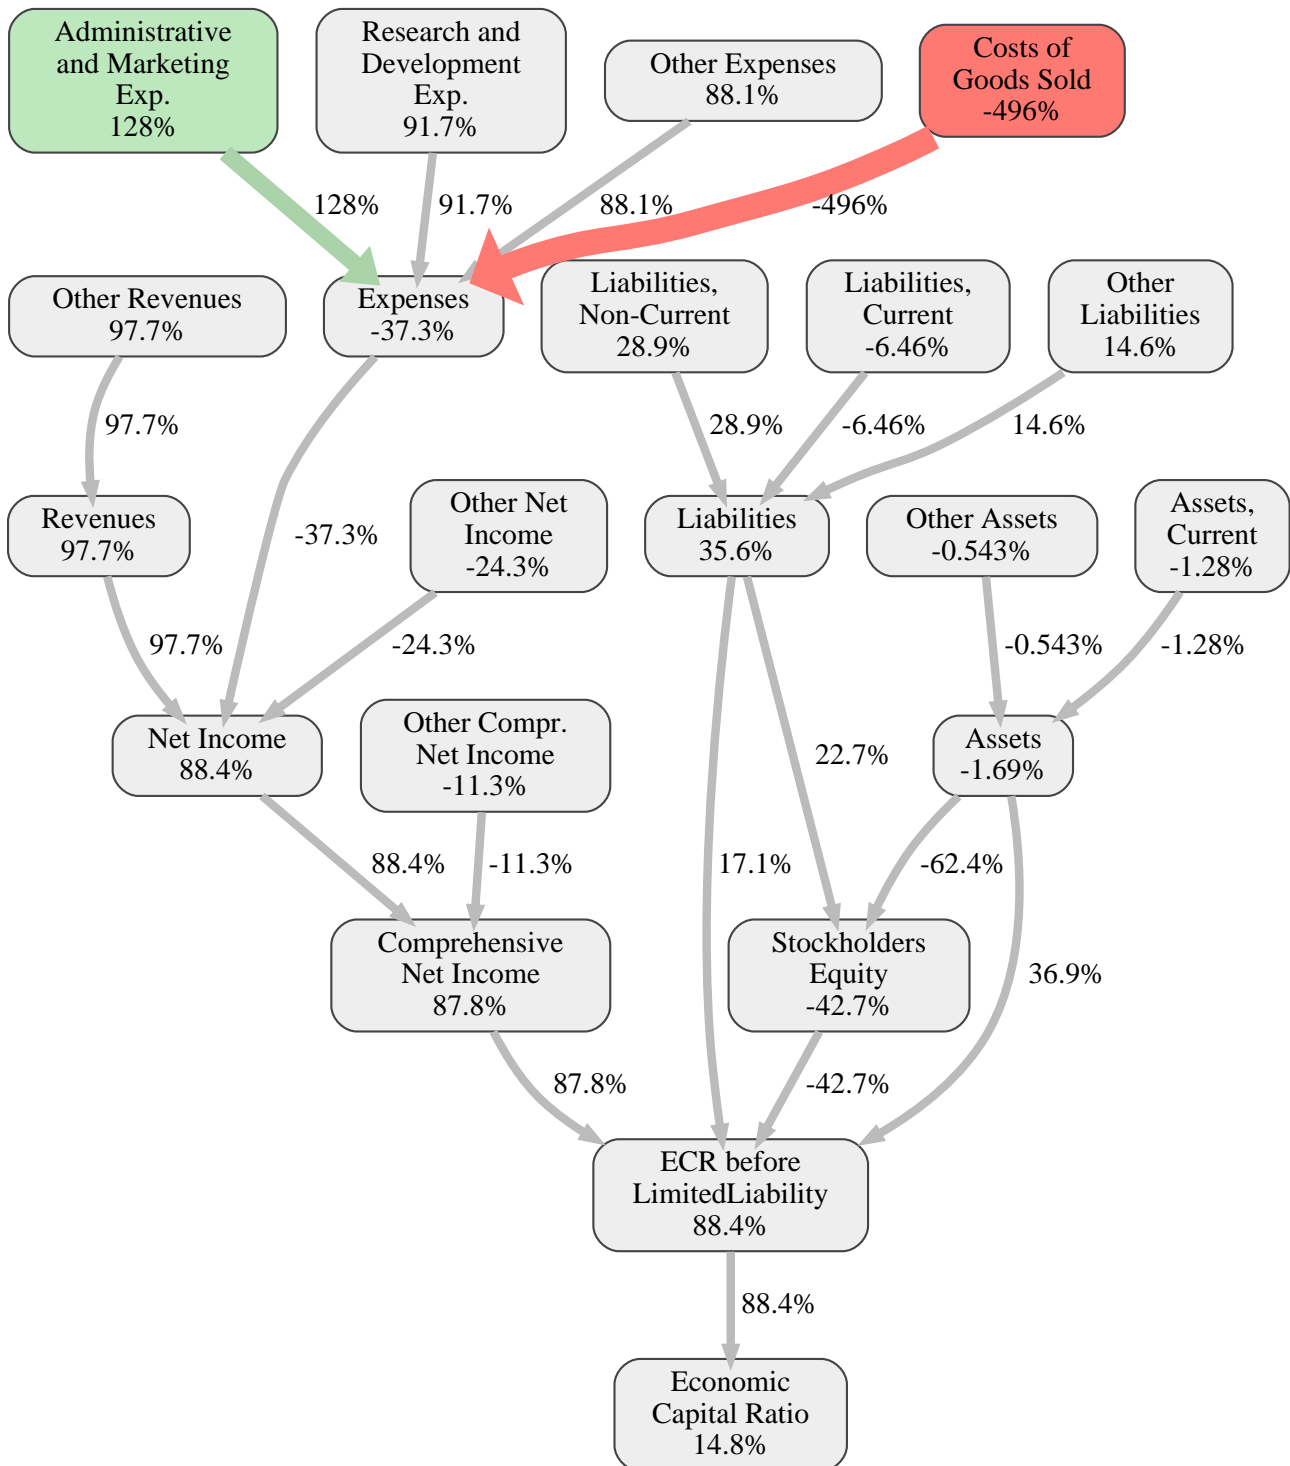 Administrative
and Marketing
Exp.
128%
Research and
Development
Exp.
91.7%
Other Expenses
88.1%
Costs of
Goods Sold
-496%
128%
91.7%
88.1%
-496%
Other Revenues
97.7%
Expenses
-37.3%
Liabilities,
Non-Current
28.9%
Liabilities,
Current
-6.46%
Other
Liabilities
14.6%
97.7%
28.9%
-6.46%
14.6%
Revenues
97.7%
-37.3%
Other Net
Income
-24.3%
Liabilities
35.6%
Other Assets
-0.543%
Assets,
Current
-1.28%
97.7%
-24.3%
-0.543%
-1.28%
Net Income
88.4%
Other Compr.
Net Income
-11.3%
22.7%
Assets
-1.69%
88.4%
-11.3%
17.1%
-62.4%
Comprehensive
Net Income
87.8%
Stockholders
Equity
-42.7%
36.9%
87.8%
-42.7%
ECR before
LimitedLiability
88.4%
88.4%
Economic
Capital Ratio
14.8%